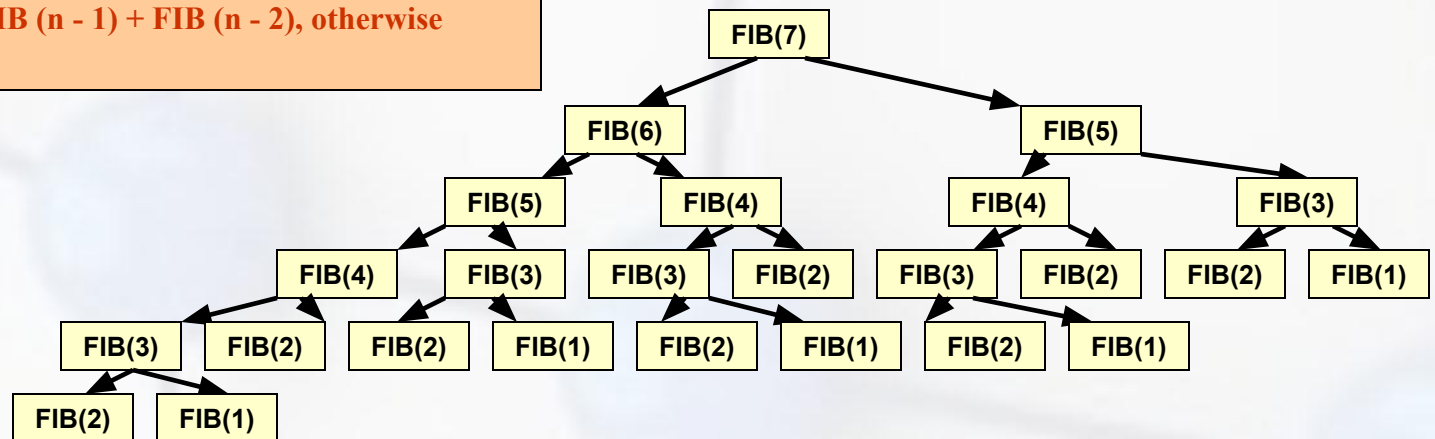 IB (n - 1) + FIB (n - 2), otherwise
FIB(7)
FIB(6) FIB(5)
FIB(5) FIB(4) FIB(4) FIB(3)
FIB(4) FIB(3) FIB(3) FIB(2) FIB(3) FIB(2) FIB(2) FIB(1)
FIB(3) FIB(2) FIB(2) FIB(1) FIB(2) FIB(1) FIB(2) FIB(1)
FIB(2) FIB(1)